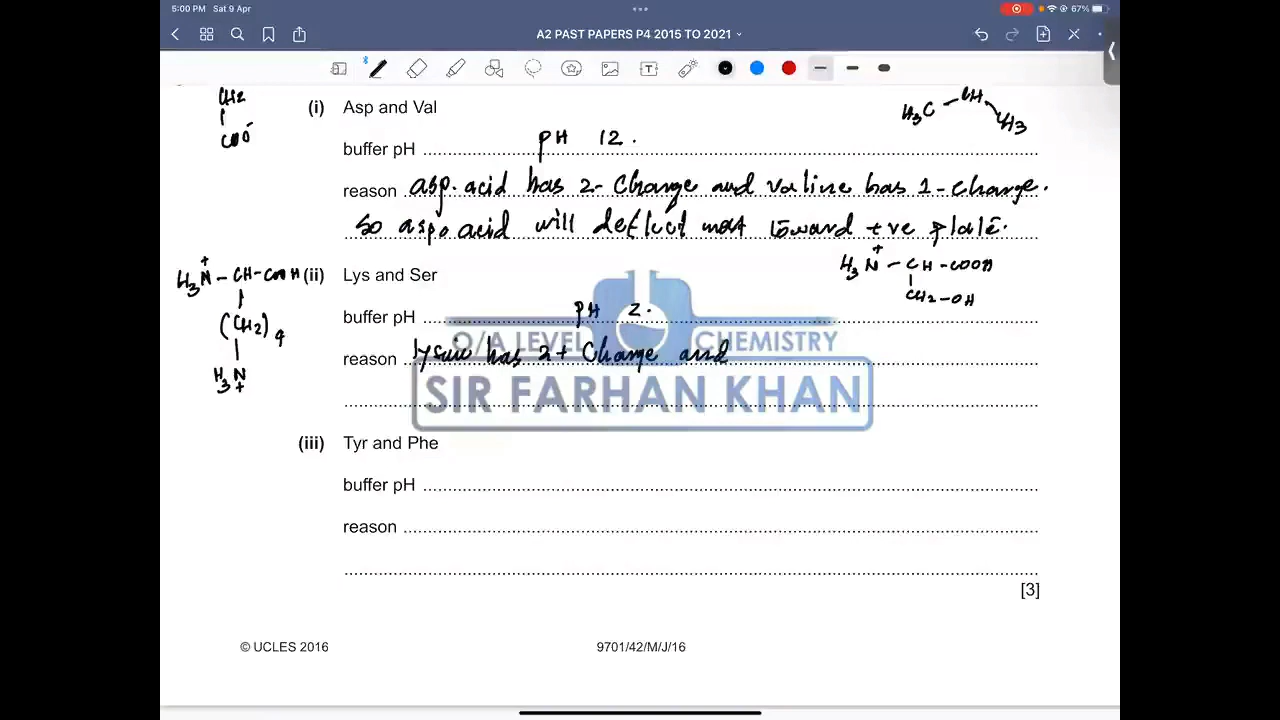 5:00 PM Sat 9 Apr
67%
A2 PAST PAPERS P4 2015 TO 2021
CH2
COO-
H3C - CH CH3
(i) Asp and Val
buffer pH pH 12.
reason asp. acid has 2- Charge and valine has 1- charge.
so aspo acid will deflect most toward +ve plate.
H3N+ - CH - COOH
(CH2)4
H3N+
H3N+ - CH - COOH
CH2 - OH
(ii) Lys and Ser
buffer pH pH 2.
reason lysine has 2+ Charge and
O/A LEVEL CHEMISTRY
SIR FARHAN KHAN
(iii) Tyr and Phe
buffer pH
reason
[3]
© UCLES 2016
9701/42/M/J/16